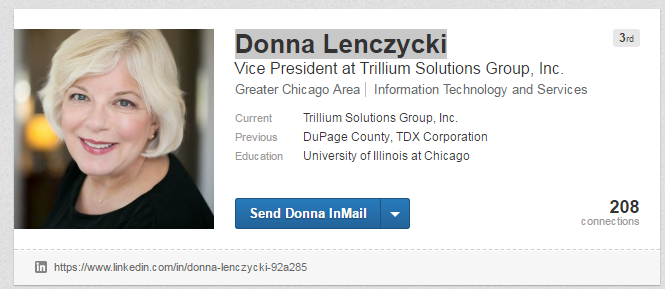 Donna Lenczycki
3rd
Vice President at Trillium Solutions Group, Inc.
Greater Chicago Area | Information Technology and Services
Current Trillium Solutions Group, Inc.
Previous DuPage County, TDX Corporation
Education University of Illinois at Chicago
Send Donna InMail
208
connections
in https://www.linkedin.com/in/donna-lenczycki-92a285